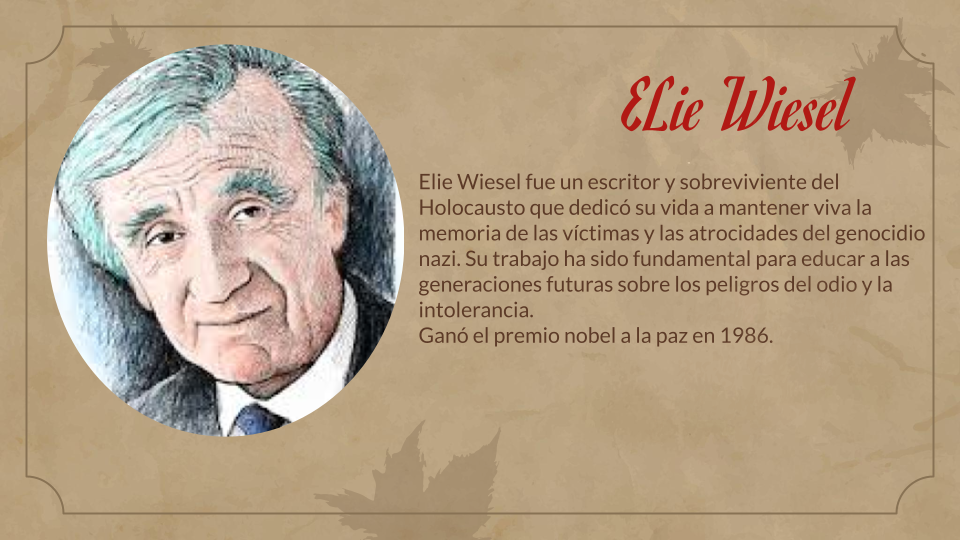 ELie Wiesel
Elie Wiesel fue un escritor y sobreviviente del
Holocausto que dedicó su vida a mantener viva la
memoria de las víctimas y las atrocidades del genocidio
nazi. Su trabajo ha sido fundamental para educar a las
generaciones futuras sobre los peligros del odio y la
intolerancia.
Ganó el premio nobel a la paz en 1986.